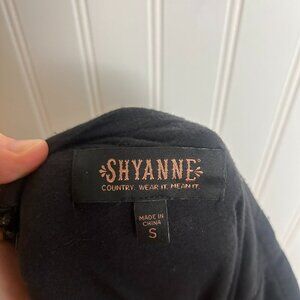 SHYANNE®
COUNTRY. WEAR IT. MEAN IT.
MADE IN
CHINA
S